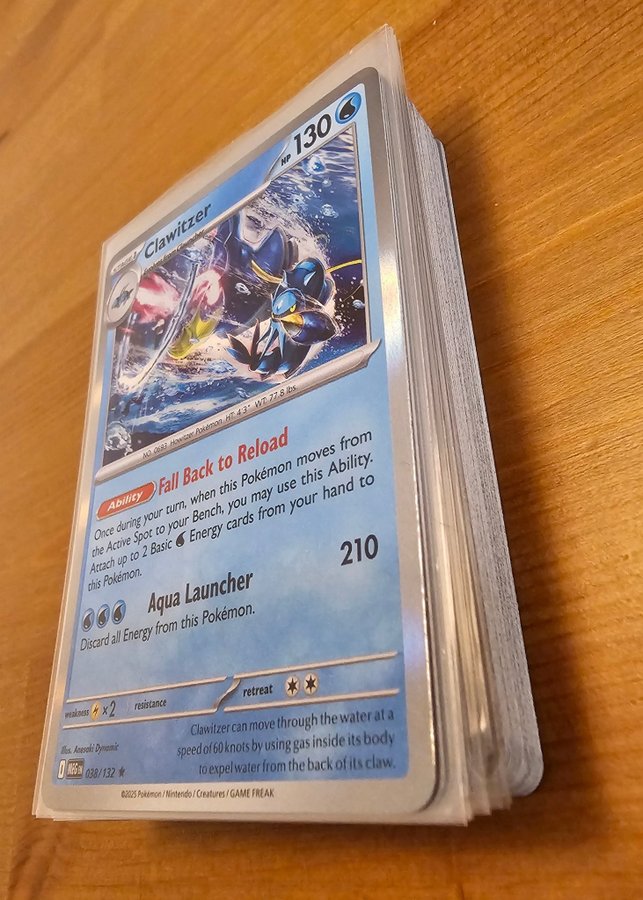 HP 130
Clawitzer
NO. 0693 Howitzer Pokémon HT: 4'3" WT: 77.8 lbs.
Ability Fall Back to Reload
Once during your turn, when this Pokémon moves from
the Active Spot to your Bench, you may use this Ability.
Attach up to 2 Basic Energy cards from your hand to
this Pokémon.
Aqua Launcher 210
Discard all Energy from this Pokémon.
weakness ×2 resistance retreat
Clawitzer can move through the water at a
speed of 60 knots by using gas inside its body
to expel water from the back of its claw.
Illus. Anesaki Dynamic
MEG EN 038/132
©2025 Pokémon / Nintendo / Creatures / GAME FREAK